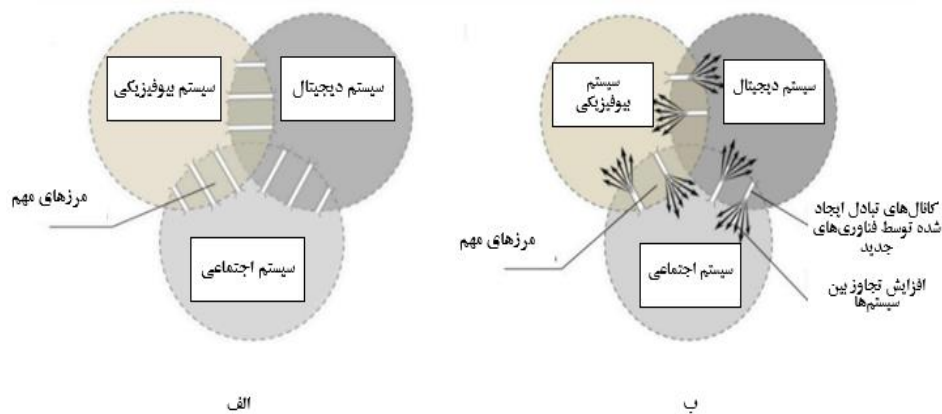 سیستم بیوفیزیکی
سیستم دیجیتال
مرزهای مهم
سیستم اجتماعی
الف
سیستم
بیوفیزیکی
سیستم دیجیتال
مرزهای مهم
سیستم اجتماعی
کانال‌های تبادل ایجاد
شده توسط فناوری‌های
جدید
افزایش تجاوز بین
سیستم‌ها
ب